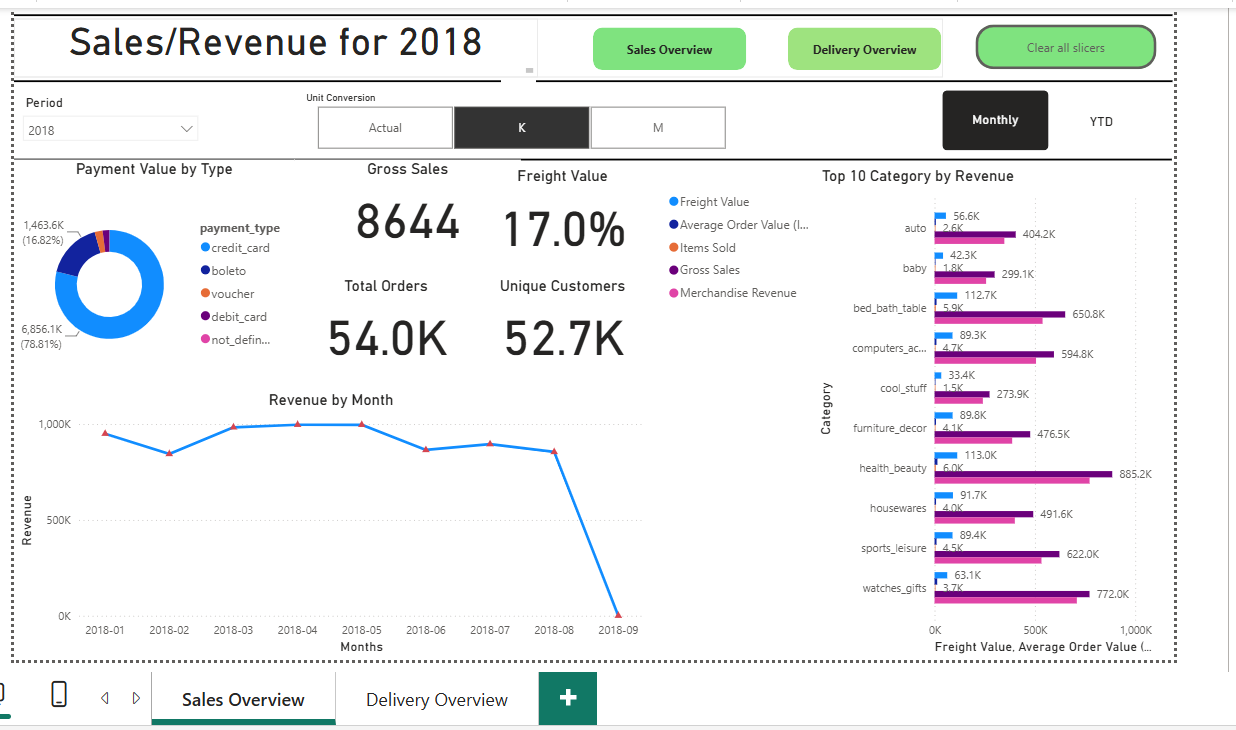 Sales/Revenue for 2018
Sales Overview
Delivery Overview
Clear all slicers
Period
2018
Unit Conversion
Actual
K
M
Monthly
YTD
Payment Value by Type
1,463.6K
(16.82%)
6,856.1K
(78.81%)
payment_type
credit_card
boleto
voucher
debit_card
not_defin...
Gross Sales
8644
Freight Value
17.0%
Total Orders
54.0K
Unique Customers
52.7K
Revenue by Month
Revenue
1,000K
500K
0K
2018-01 2018-02 2018-03 2018-04 2018-05 2018-06 2018-07 2018-08 2018-09
Months
Top 10 Category by Revenue
Freight Value
Average Order Value (I...
Items Sold
Gross Sales
Merchandise Revenue
Category
auto 56.6K 2.6K 404.2K
baby 42.3K 1.8K 299.1K
bed_bath_table 112.7K 5.9K 650.8K
computers_ac... 89.3K 4.7K 594.8K
cool_stuff 33.4K 1.5K 273.9K
furniture_decor 89.8K 4.1K 476.5K
health_beauty 113.0K 6.0K 885.2K
housewares 91.7K 4.0K 491.6K
sports_leisure 89.4K 4.5K 622.0K
watches_gifts 63.1K 3.7K 772.0K
0K 500K 1,000K
Freight Value, Average Order Value (...
Sales Overview
Delivery Overview
+